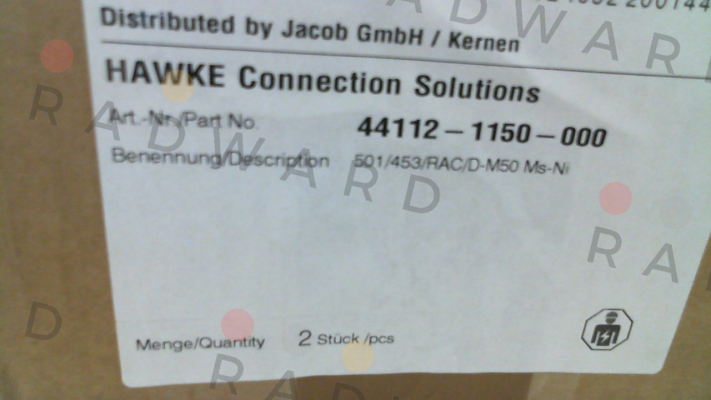 Distributed by Jacob GmbH / Kernen
HAWKE Connection Solutions
Art.-Nr./Part No. 44112-1150-000
Benennung/Description 501/453/RAC/D-M50 Ms-Ni
Menge/Quantity 2 Stück /pcs
RADWARD